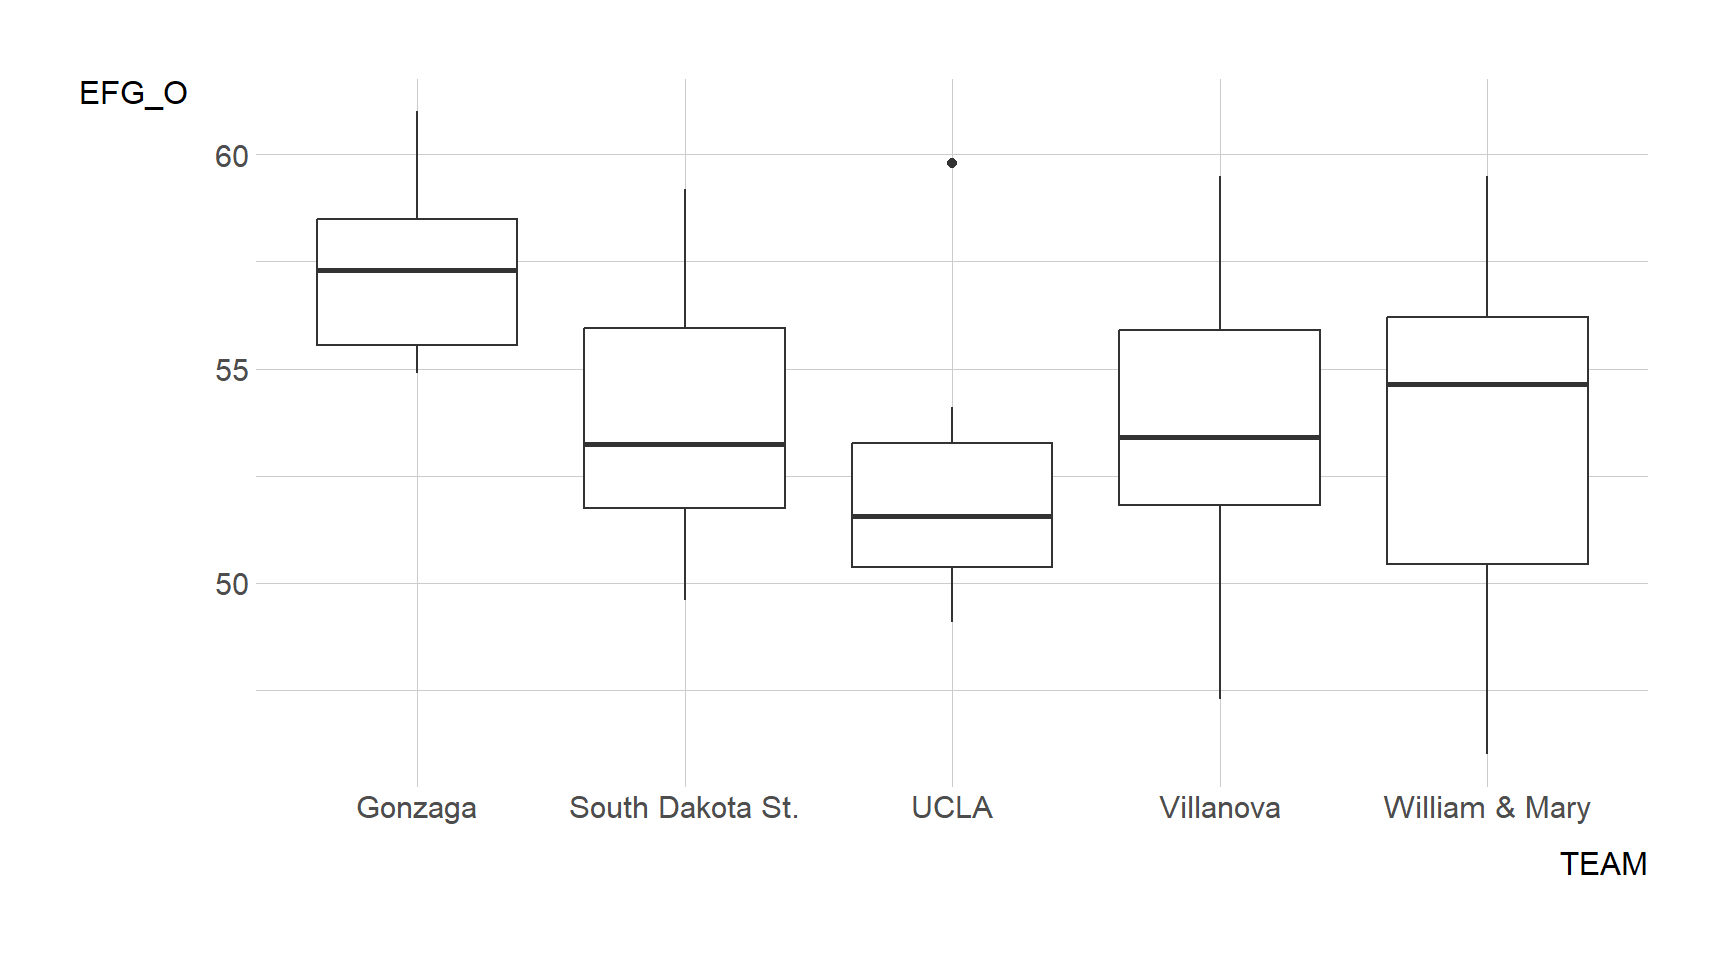 EFG_O
60
55
50
Gonzaga South Dakota St. UCLA Villanova William & Mary
TEAM